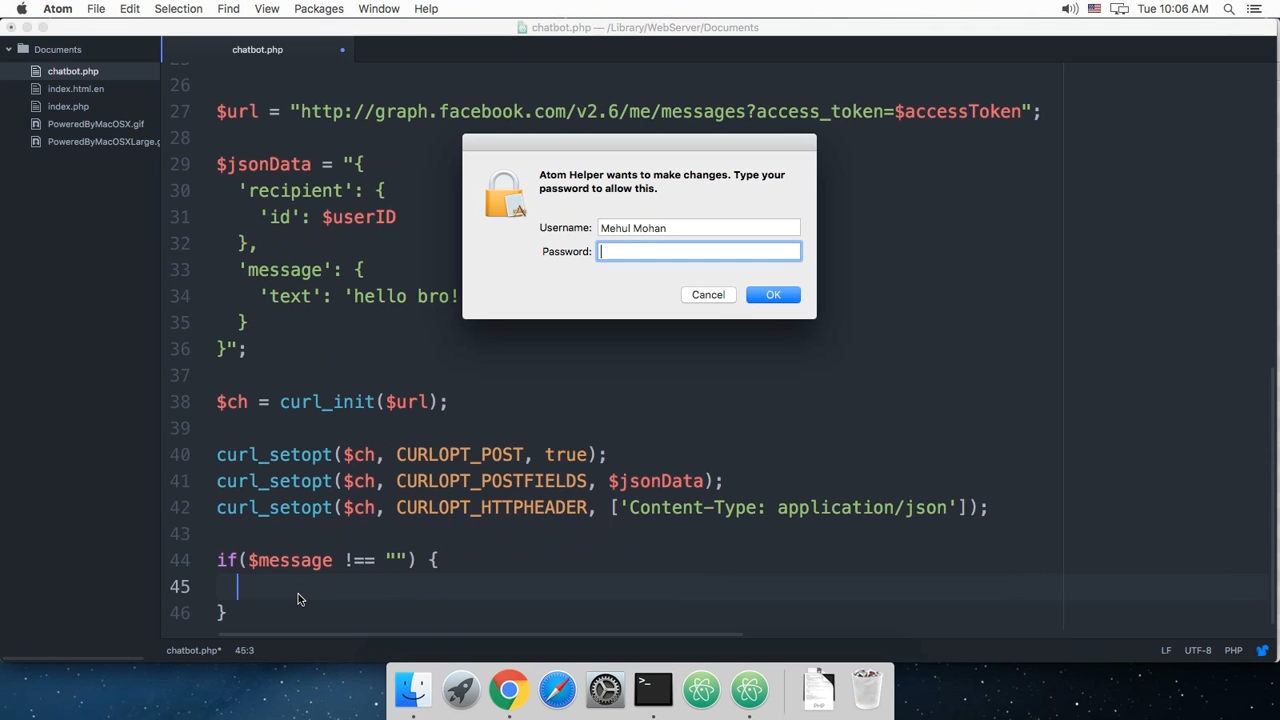 Atom File Edit Selection Find View Packages Window Help Tue 10:06 AM
chatbot.php — /Library/WebServer/Documents
Documents
chatbot.php
index.html.en
index.php
PoweredByMacOSX.gif
PoweredByMacOSXLarge.g
chatbot.php
25
26
27 $url = "http://graph.facebook.com/v2.6/me/messages?access_token=$accessToken";
28
29 $jsonData = "{
30 'recipient': {
31 'id': $userID
32 },
33 'message': {
34 'text': 'hello bro!
35 }
36 }";
37
38 $ch = curl_init($url);
39
40 curl_setopt($ch, CURLOPT_POST, true);
41 curl_setopt($ch, CURLOPT_POSTFIELDS, $jsonData);
42 curl_setopt($ch, CURLOPT_HTTPHEADER, ['Content-Type: application/json']);
43
44 if($message !== "") {
45
46 }
Atom Helper wants to make changes. Type your
password to allow this.
Username: Mehul Mohan
Password:
Cancel OK
chatbot.php* 45:3 LF UTF-8 PHP
PHP